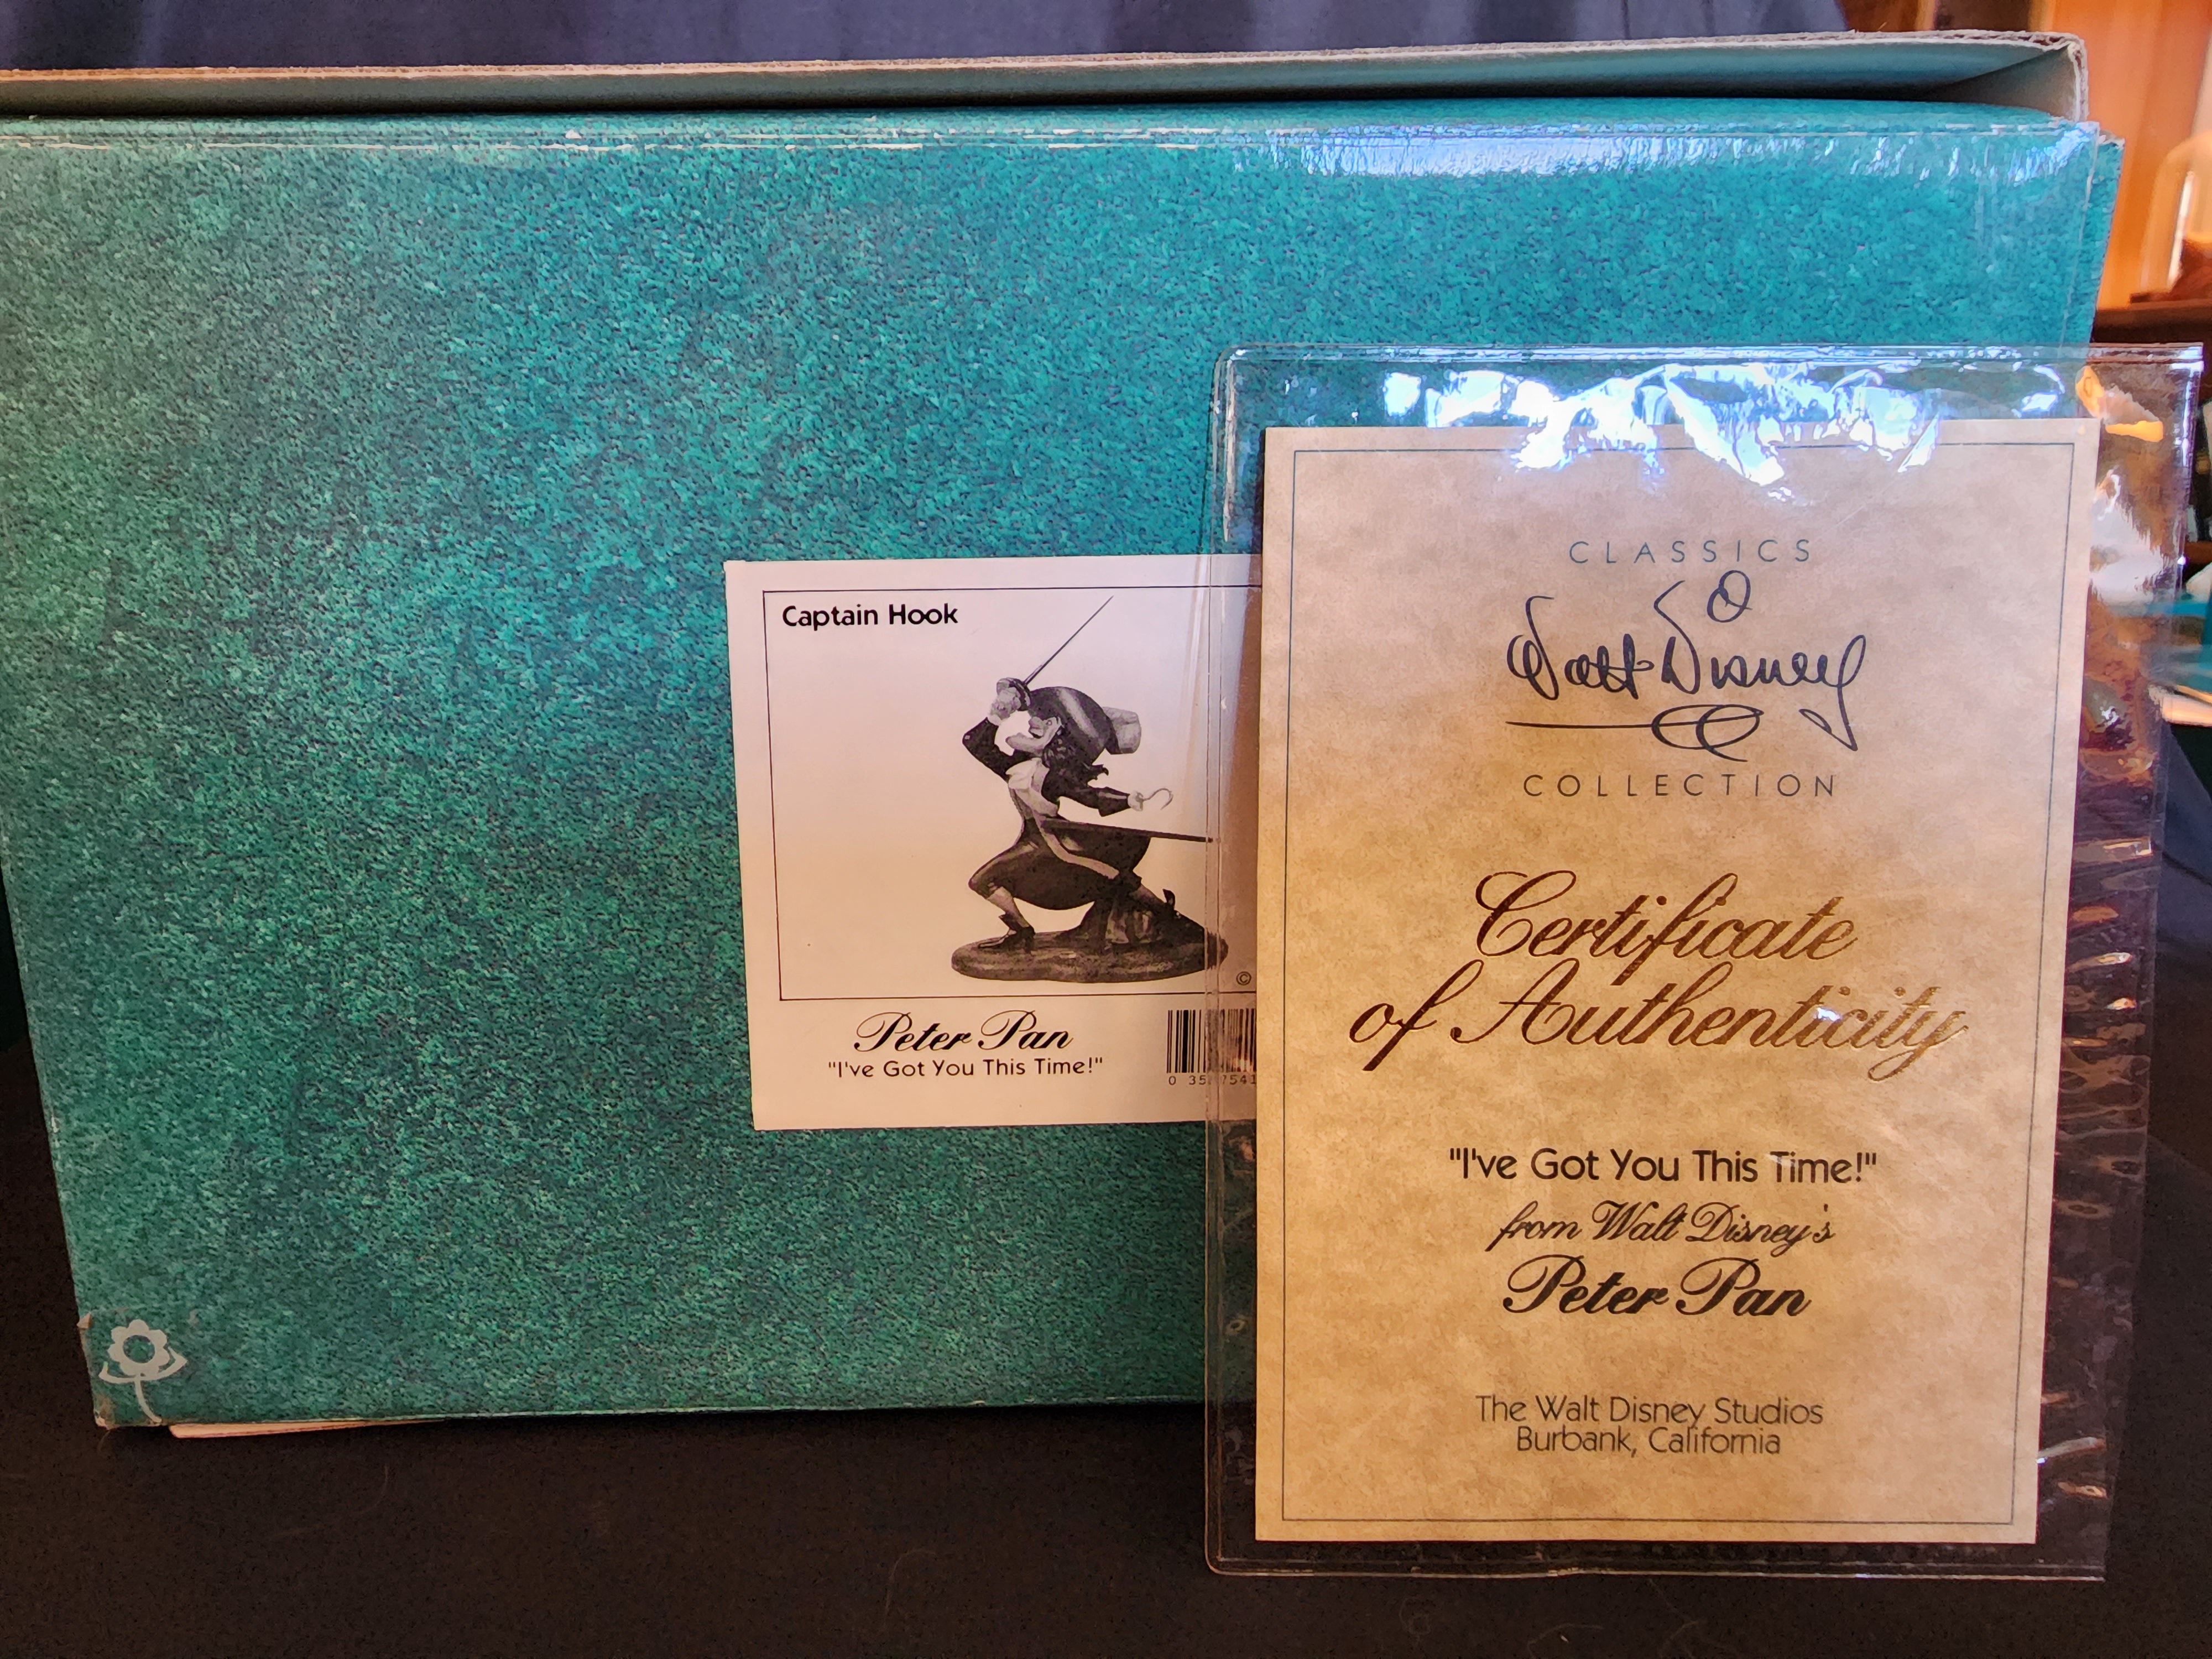 Captain Hook
©
Peter Pan
"I've Got You This Time!"
CLASSICS
Walt Disney
COLLECTION
Certificate
of Authenticity
"I've Got You This Time!"
from Walt Disney's
Peter Pan
The Walt Disney Studios
Burbank, California